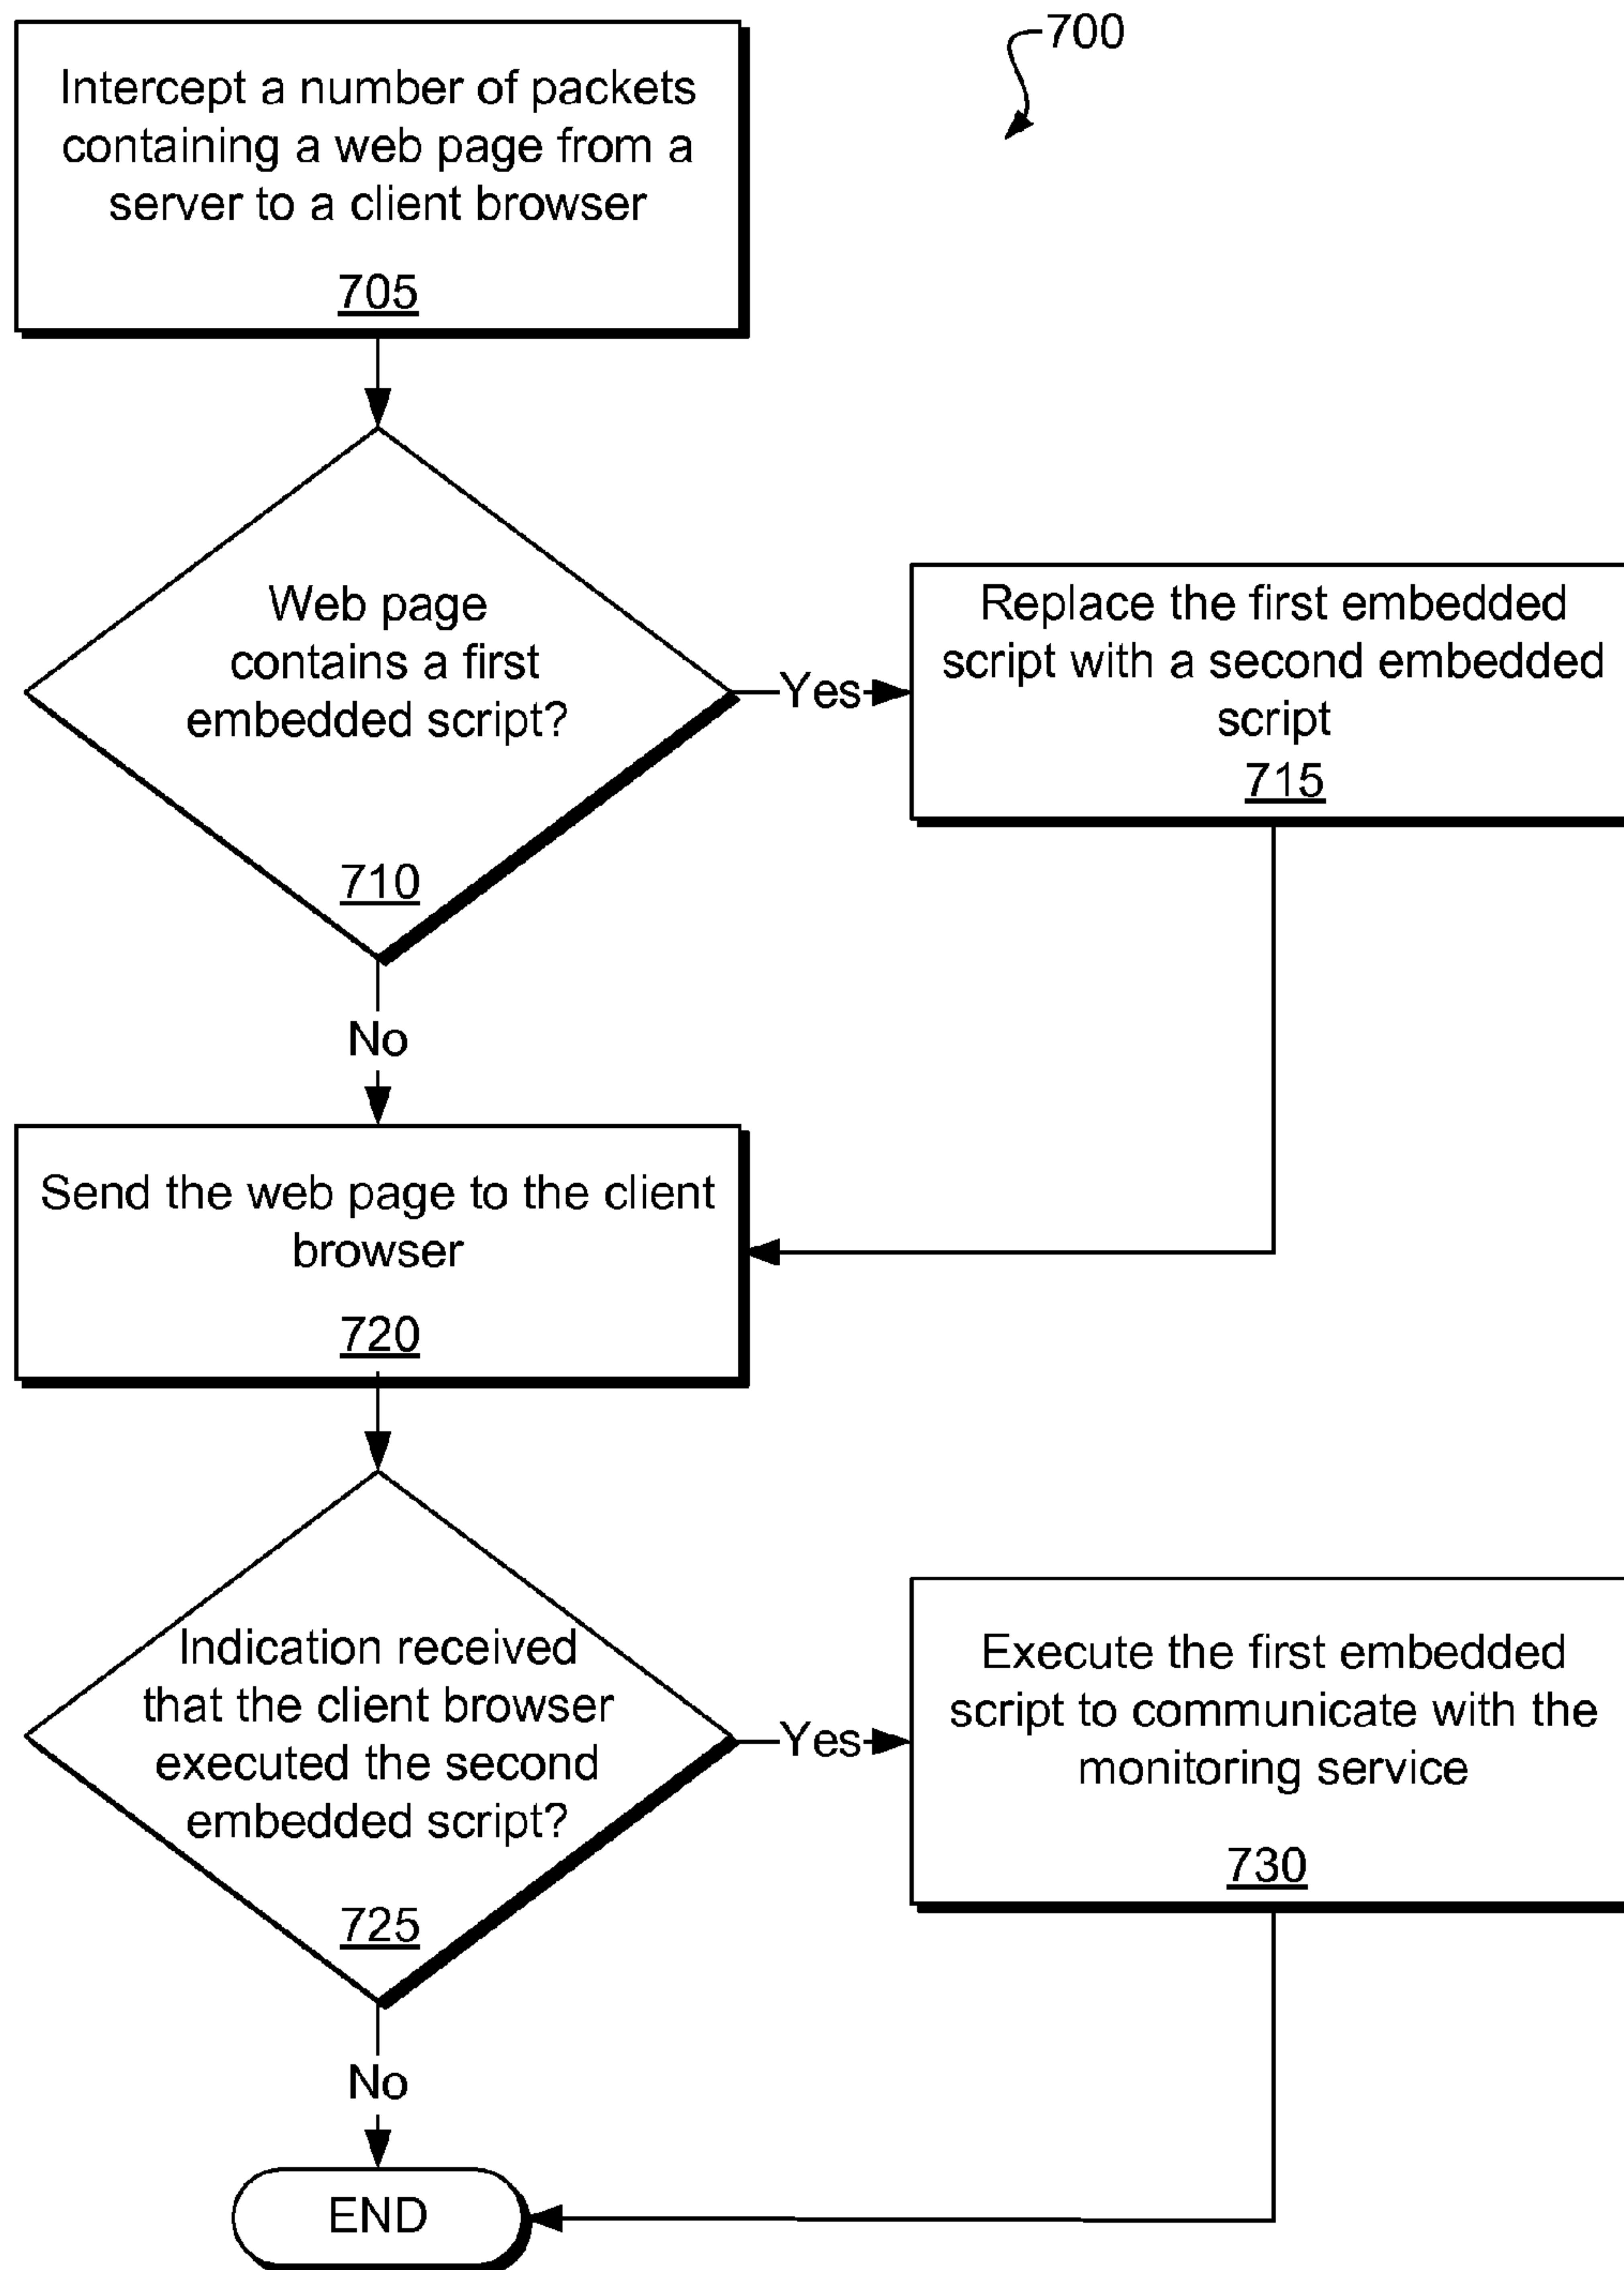 700
Intercept a number of packets
containing a web page from a
server to a client browser
705
Web page
contains a first
embedded script?
710
Yes
Replace the first embedded
script with a second embedded
script
715
No
Send the web page to the client
browser
720
Indication received
that the client browser
executed the second
embedded script?
725
Yes
Execute the first embedded
script to communicate with the
monitoring service
730
No
END